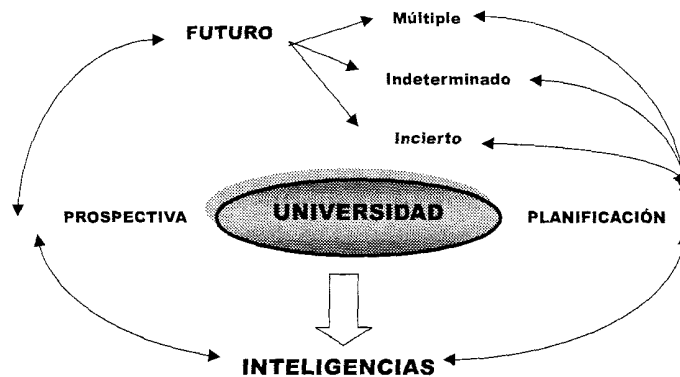 Múltiple
FUTURO
Indeterminado
Incierto
PROSPECTIVA
UNIVERSIDAD
PLANIFICACIÓN
INTELIGENCIAS